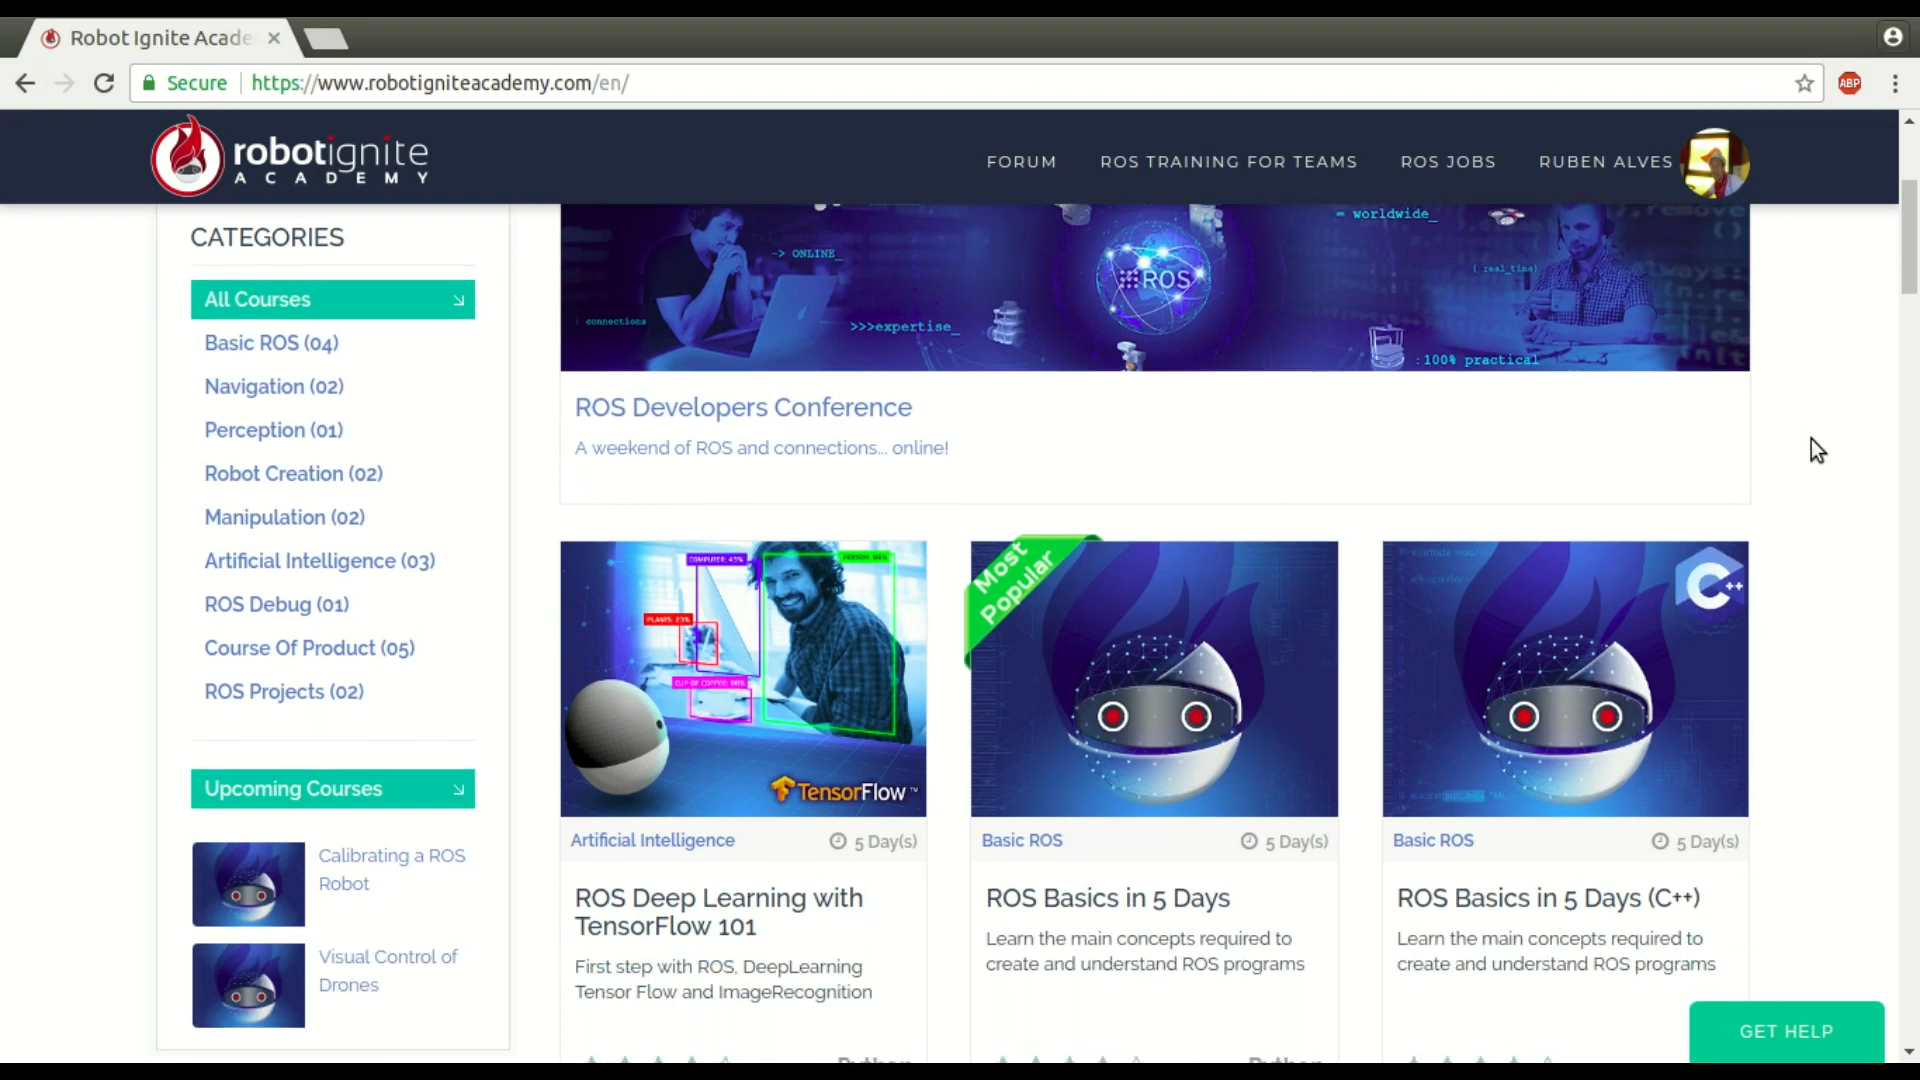 Robot Ignite Acade
Secure
https://www.robotigniteacademy.com/en/
ABP
robotignite
ACADEMY
FORUM
ROS TRAINING FOR TEAMS
ROS JOBS
RUBEN ALVES
CATEGORIES
All Courses
Basic ROS (04)
Navigation (02)
Perception (01)
Robot Creation (02)
Manipulation (02)
Artificial Intelligence (03)
ROS Debug (01)
Course Of Product (05)
ROS Projects (02)
Upcoming Courses
Calibrating a ROS
Robot
Visual Control of
Drones
= worldwide_
-> ONLINE_
{ real_time}
ROS
: connections
>>>expertise_
:100% practical
ROS Developers Conference
A weekend of ROS and connections... online!
PLANTS: 23%
TensorFlow™
Artificial Intelligence
5 Day(s)
ROS Deep Learning with
TensorFlow 101
First step with ROS, DeepLearning
Tensor Flow and ImageRecognition
Python
Most
Popular
Basic ROS
5 Day(s)
ROS Basics in 5 Days
Learn the main concepts required to
create and understand ROS programs
Python
C++
Basic ROS
5 Day(s)
ROS Basics in 5 Days (C++)
Learn the main concepts required to
create and understand ROS programs
GET HELP